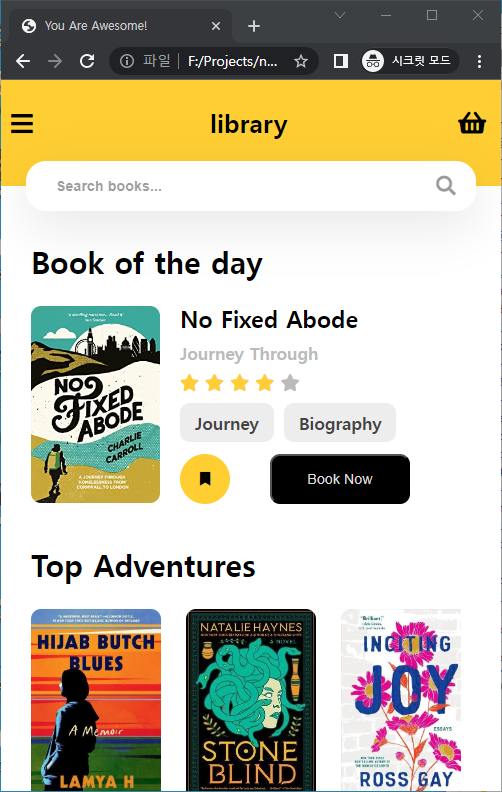 You Are Awesome!
파일
F:/Projects/n...
시크릿 모드
library
Search books...
Book of the day
No Fixed Abode
Journey Through
Journey
Biography
Book Now
NO
FIXED
ABODE
CHARLIE
CARROLL
A JOURNEY THROUGH
HOMELESSNESS FROM
CORNWALL TO LONDON
Top Adventures
HIJAB BUTCH
BLUES
A Memoir
LAMYA H
NATALIE HAYNES
A NOVEL
STONE
BLIND
INCITING
JOY
ESSAYS
ROSS GAY